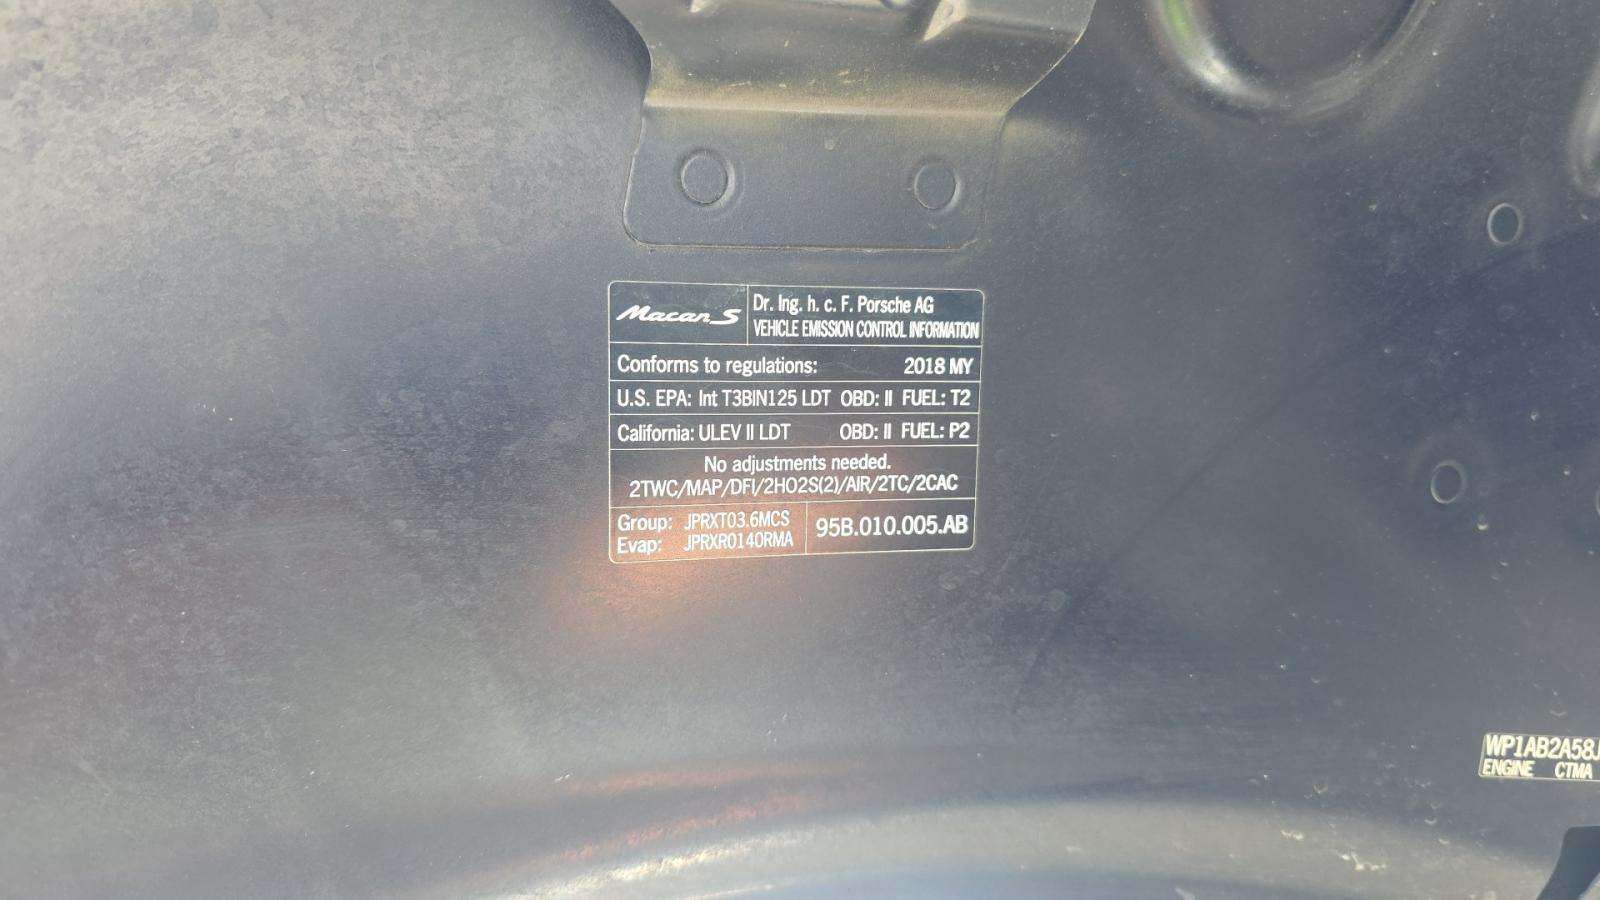 Macan S
Dr. Ing. h. c. F. Porsche AG
VEHICLE EMISSION CONTROL INFORMATION
Conforms to regulations: 2018 MY
U.S. EPA: Int T3BIN125 LDT OBD: II FUEL: T2
California: ULEV II LDT OBD: II FUEL: P2
No adjustments needed.
2TWC/MAP/DFI/2HO2S(2)/AIR/2TC/2CAC
Group: JPRXT03.6MCS
Evap: JPRXR0140RMA
95B.010.005.AB
WP1AB2A58J
ENGINE CTMA